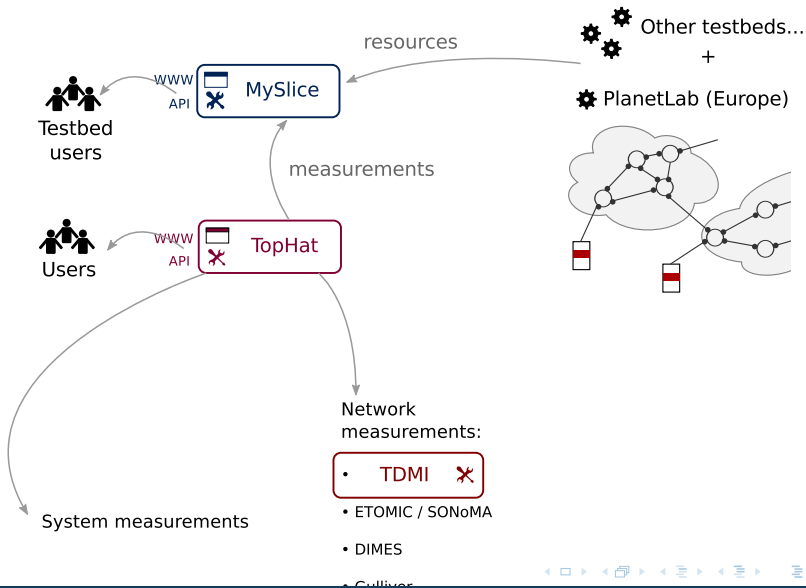 resources
Other testbeds...
+
PlanetLab (Europe)
WWW
API
MySlice
Testbed
users
measurements
WWW
API
TopHat
Users
Network
measurements:
• TDMI
• ETOMIC / SONoMA
• DIMES
• Gulliver
System measurements